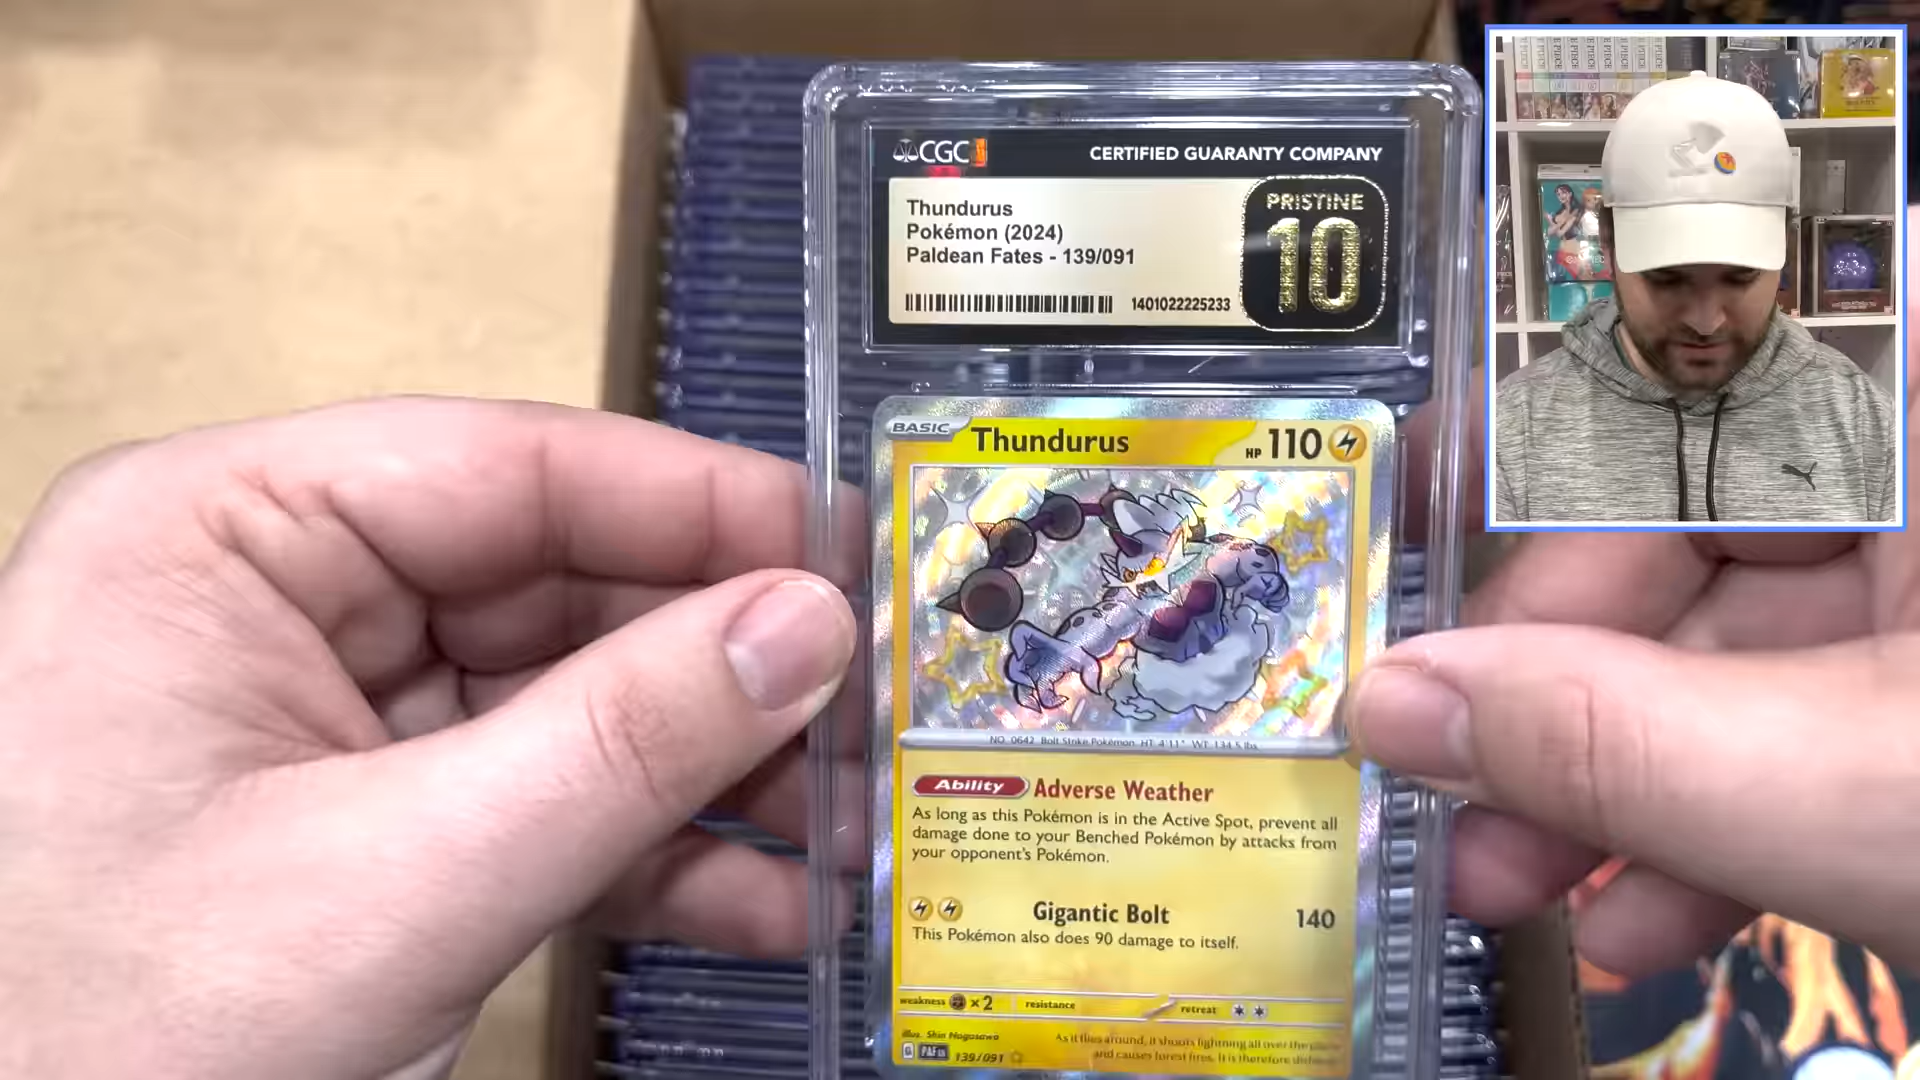 CGC
CERTIFIED GUARANTY COMPANY
Thundurus
Pokémon (2024)
Paldean Fates - 139/091
1401022225233
PRISTINE
10
BASIC
Thundurus
HP 110
NO. 0642 Bolt Strike Pokémon HT: 4'11" WT: 134.5 lbs.
Ability Adverse Weather
As long as this Pokémon is in the Active Spot, prevent all
damage done to your Benched Pokémon by attacks from
your opponent's Pokémon.
Gigantic Bolt 140
This Pokémon also does 90 damage to itself.
weakness ×2 resistance retreat
Illus. Shin Nagasawa
G PAF EN 139/091
As it flies around, it shoots lightning all over the place
and causes forest fires. It is therefore